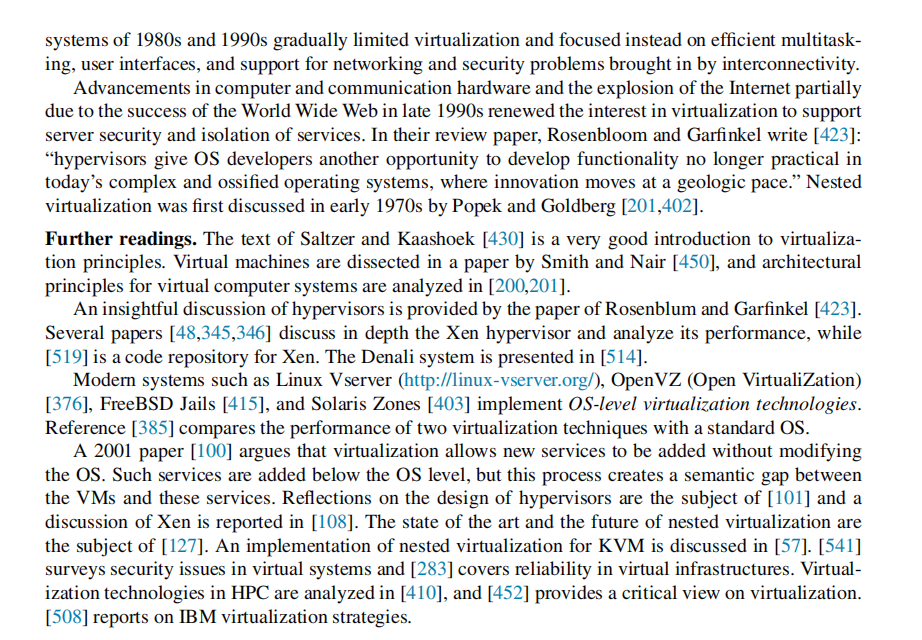 systems of 1980s and 1990s gradually limited virtualization and focused instead on efficient multitask-
ing, user interfaces, and support for networking and security problems brought in by interconnectivity.
Advancements in computer and communication hardware and the explosion of the Internet partially
due to the success of the World Wide Web in late 1990s renewed the interest in virtualization to support
server security and isolation of services. In their review paper, Rosenbloom and Garfinkel write [423]:
“hypervisors give OS developers another opportunity to develop functionality no longer practical in
today’s complex and ossified operating systems, where innovation moves at a geologic pace.” Nested
virtualization was first discussed in early 1970s by Popek and Goldberg [201,402].
Further readings. The text of Saltzer and Kaashoek [430] is a very good introduction to virtualiza-
tion principles. Virtual machines are dissected in a paper by Smith and Nair [450], and architectural
principles for virtual computer systems are analyzed in [200,201].
An insightful discussion of hypervisors is provided by the paper of Rosenblum and Garfinkel [423].
Several papers [48,345,346] discuss in depth the Xen hypervisor and analyze its performance, while
[519] is a code repository for Xen. The Denali system is presented in [514].
Modern systems such as Linux Vserver (http://linux-vserver.org/), OpenVZ (Open VirtualiZation)
[376], FreeBSD Jails [415], and Solaris Zones [403] implement OS-level virtualization technologies.
Reference [385] compares the performance of two virtualization techniques with a standard OS.
A 2001 paper [100] argues that virtualization allows new services to be added without modifying
the OS. Such services are added below the OS level, but this process creates a semantic gap between
the VMs and these services. Reflections on the design of hypervisors are the subject of [101] and a
discussion of Xen is reported in [108]. The state of the art and the future of nested virtualization are
the subject of [127]. An implementation of nested virtualization for KVM is discussed in [57]. [541]
surveys security issues in virtual systems and [283] covers reliability in virtual infrastructures. Virtual-
ization technologies in HPC are analyzed in [410], and [452] provides a critical view on virtualization.
[508] reports on IBM virtualization strategies.